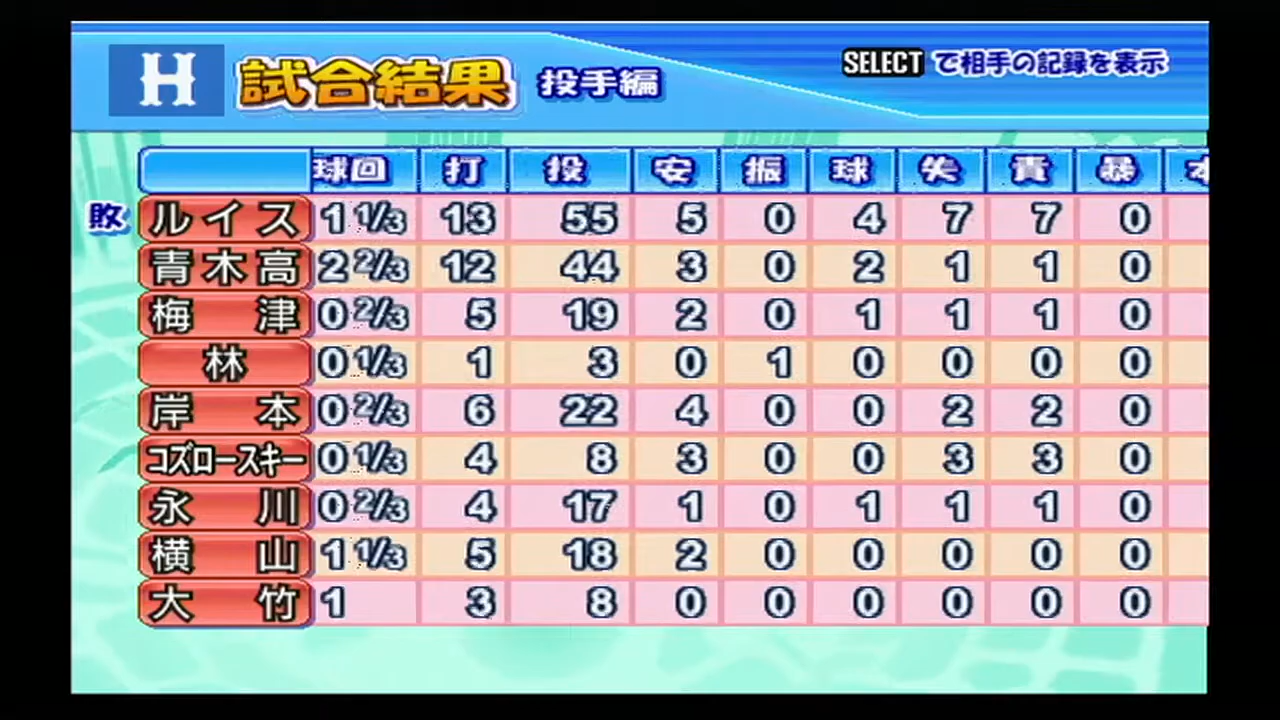 H 試合結果 投手編 SELECTで相手の記録を表示
球回 打 投 安 振 球 失 責 暴
敗 ルイス 1 1/3 13 55 5 0 4 7 7 0
青木高 2 2/3 12 44 3 0 2 1 1 0
梅津 0 2/3 5 19 2 0 1 1 1 0
林 0 1/3 1 3 0 1 0 0 0 0
岸本 0 2/3 6 22 4 0 0 2 2 0
コズロースキー 0 1/3 4 8 3 0 0 3 3 0
永川 0 2/3 4 17 1 0 1 1 1 0
横山 1 1/3 5 18 2 0 0 0 0 0
大竹 1 3 8 0 0 0 0 0 0